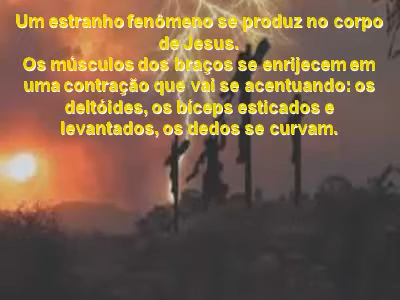 Um estranho fenômeno se produz no corpo
de Jesus.
Os músculos dos braços se enrijecem em
uma contração que vai se acentuando: os
deltóides, os bíceps esticados e
levantados, os dedos se curvam.